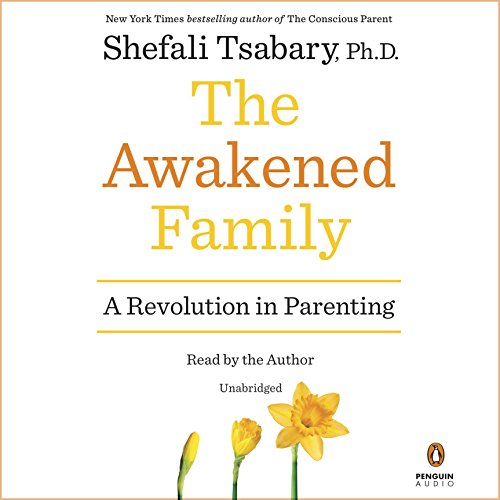 New York Times bestselling author of The Conscious Parent
Shefali Tsabary, Ph.D.
The
Awakened
Family
A Revolution in Parenting
Read by the Author
Unabridged
PENGUIN
AUDIO